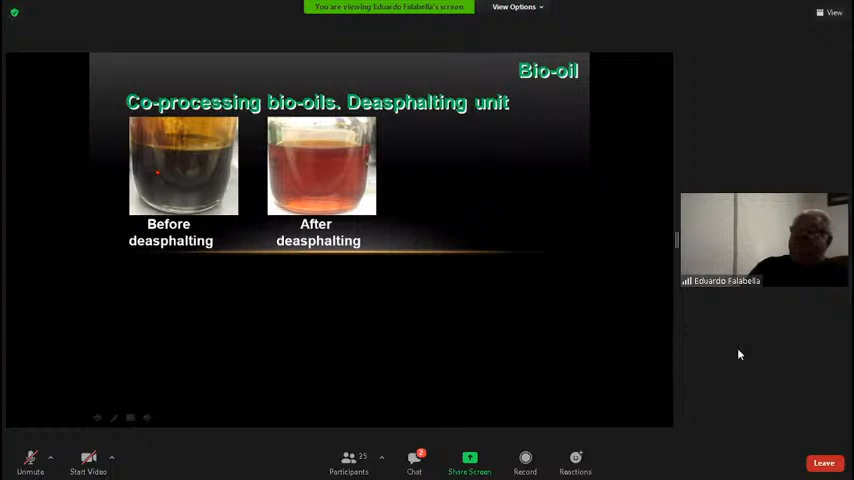 You are viewing Eduardo Falabella's screen
View Options
View
Bio-oil
Co-processing bio-oils. Deasphalting unit
Before
deasphalting
After
deasphalting
Eduardo Falabella
Unmute
Start Video
25
Participants
2
Chat
Share Screen
Record
Reactions
Leave